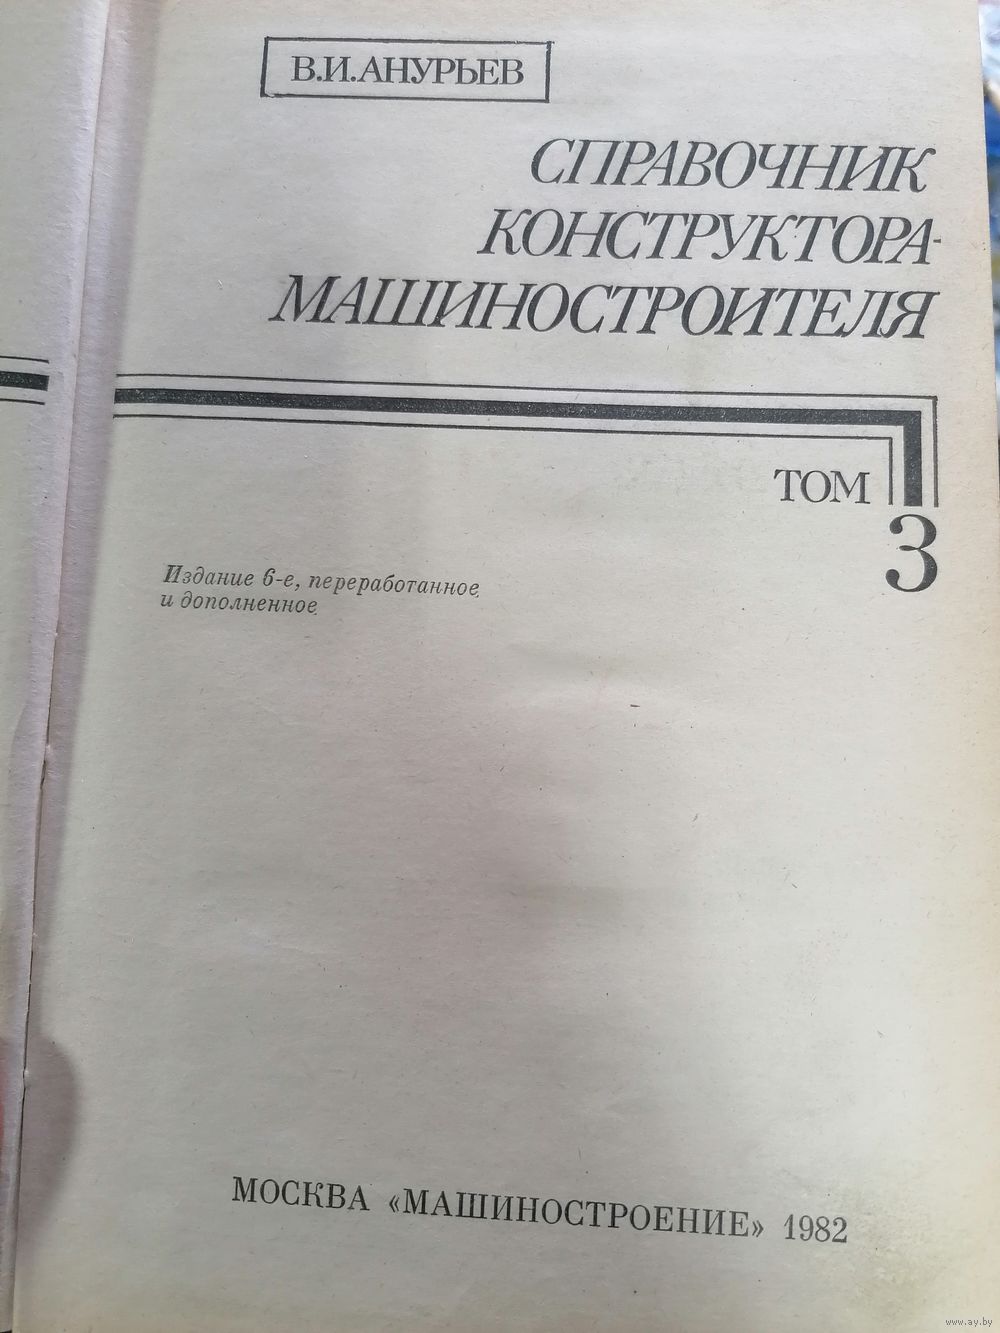 В.И.АНУРЬЕВ
СПРАВОЧНИК
КОНСТРУКТОРА-
МАШИНОСТРОИТЕЛЯ
ТОМ
3
Издание 6-е, переработанное
и дополненное
МОСКВА «МАШИНОСТРОЕНИЕ» 1982
www.ay.by